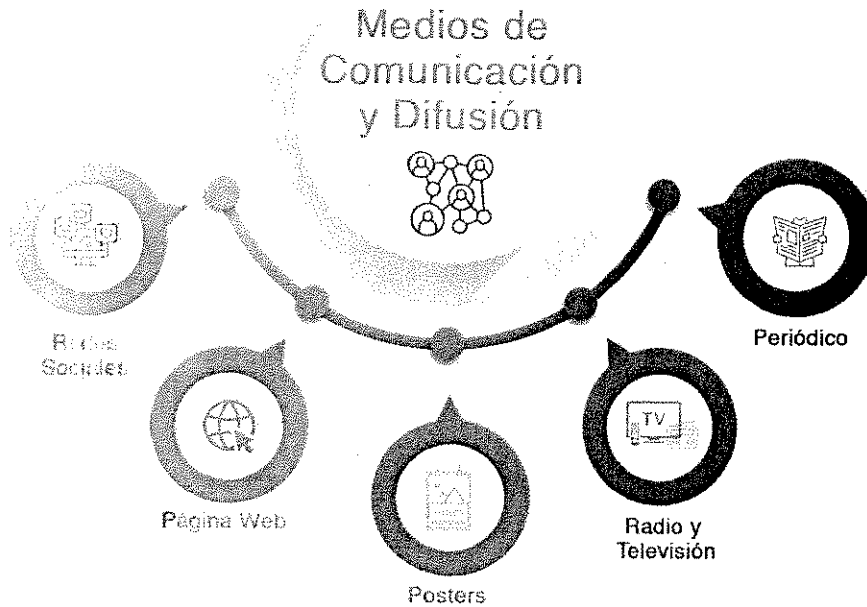 Medios de
Comunicación
y Difusión
Redes
Sociales
Página Web
Posters
TV
Radio y
Televisión
Periódico